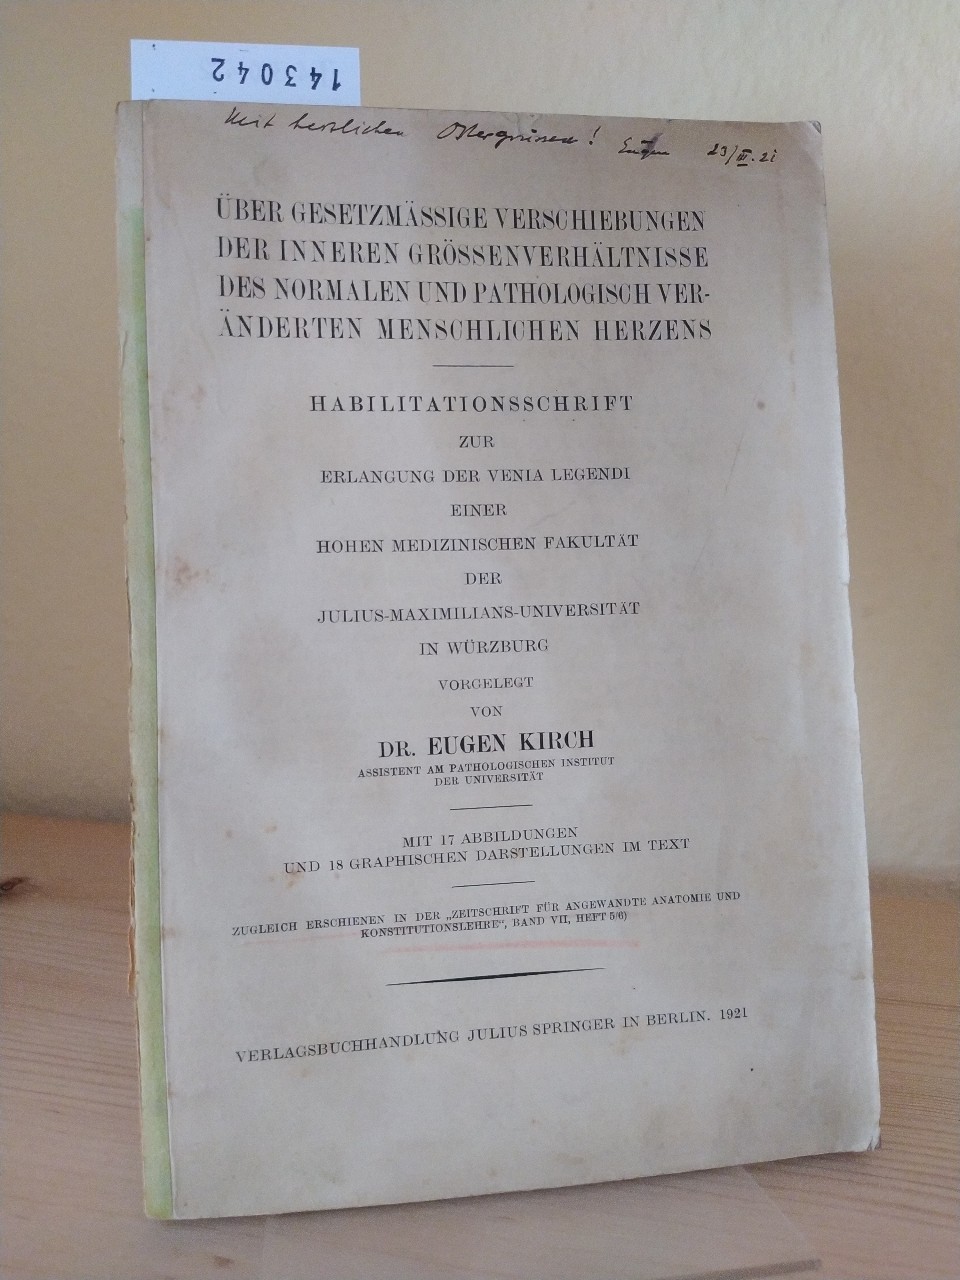 143042
Mit herzlichen Ostergrüssen! Eugen 23/III.21
ÜBER GESETZMÄSSIGE VERSCHIEBUNGEN
DER INNEREN GRÖSSENVERHÄLTNISSE
DES NORMALEN UND PATHOLOGISCH VER-
ÄNDERTEN MENSCHLICHEN HERZENS
HABILITATIONSSCHRIFT
ZUR
ERLANGUNG DER VENIA LEGENDI
EINER
HOHEN MEDIZINISCHEN FAKULTÄT
DER
JULIUS-MAXIMILIANS-UNIVERSITÄT
IN WÜRZBURG
VORGELEGT
VON
DR. EUGEN KIRCH
ASSISTENT AM PATHOLOGISCHEN INSTITUT
DER UNIVERSITÄT
MIT 17 ABBILDUNGEN
UND 18 GRAPHISCHEN DARSTELLUNGEN IM TEXT
ZUGLEICH ERSCHIENEN IN DER „ZEITSCHRIFT FÜR ANGEWANDTE ANATOMIE UND
KONSTITUTIONSLEHRE“, BAND VII, HEFT 5/6)
VERLAGSBUCHHANDLUNG JULIUS SPRINGER IN BERLIN. 1921